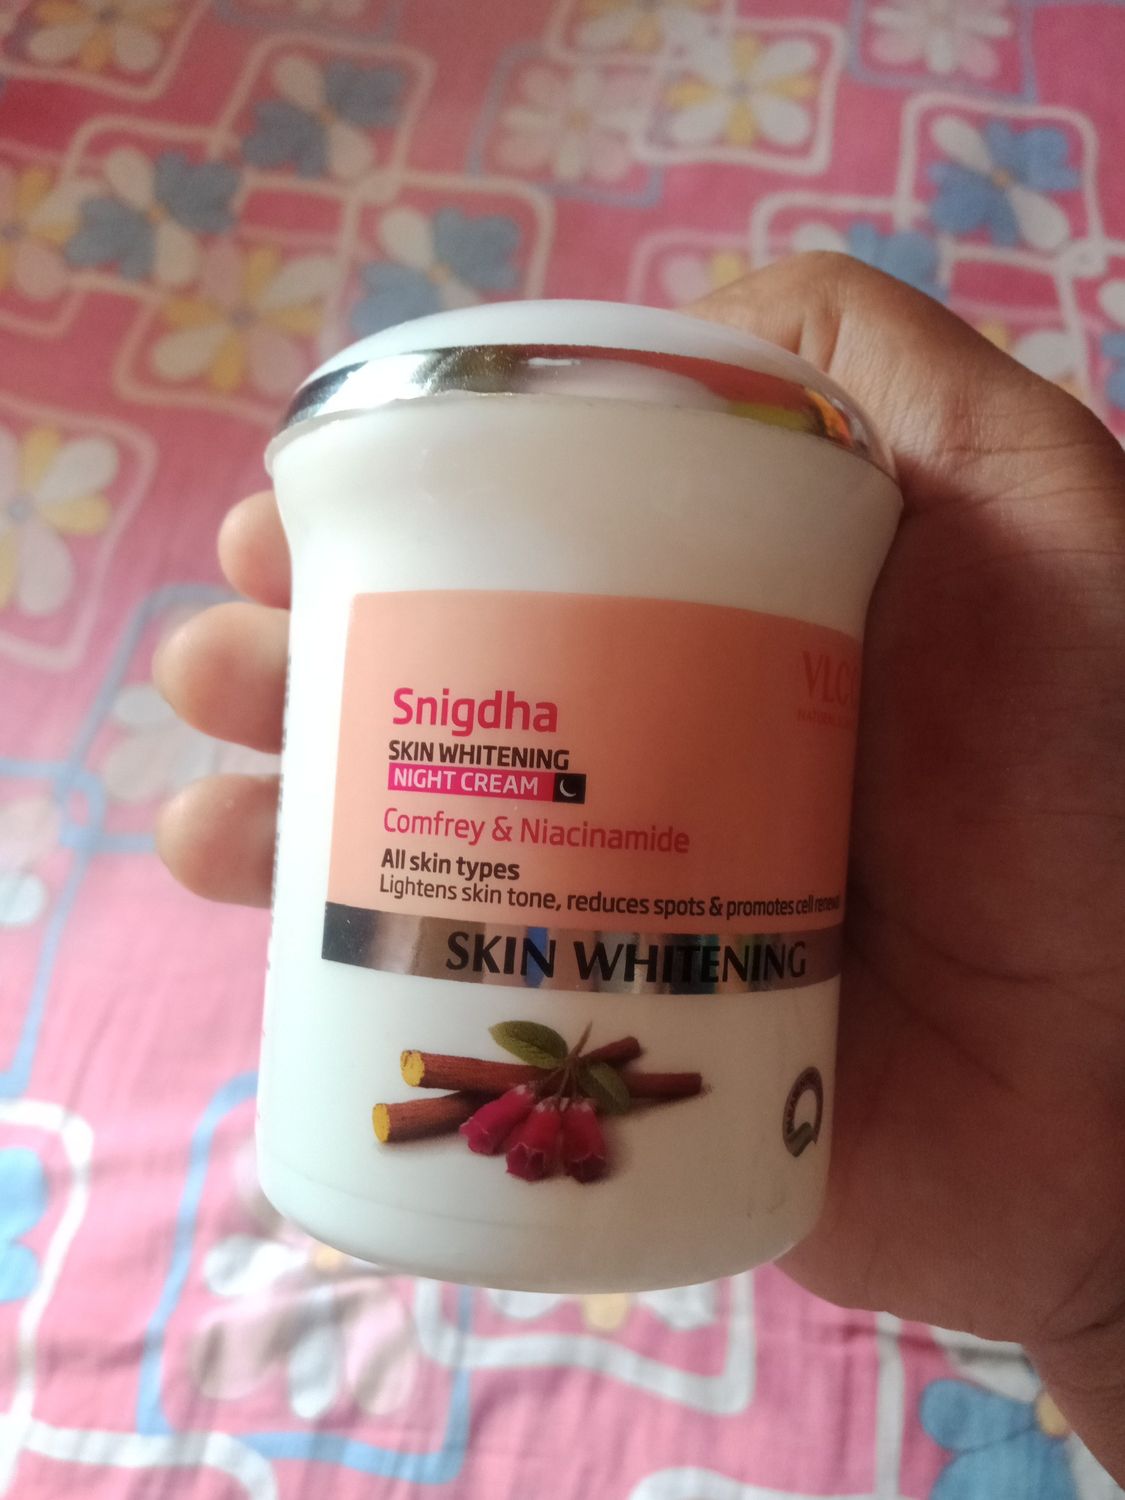 VLCC
Snigdha
SKIN WHITENING
NIGHT CREAM
Comfrey & Niacinamide
All skin types
Lightens skin tone, reduces spots & promotes cell renewal
SKIN WHITENING